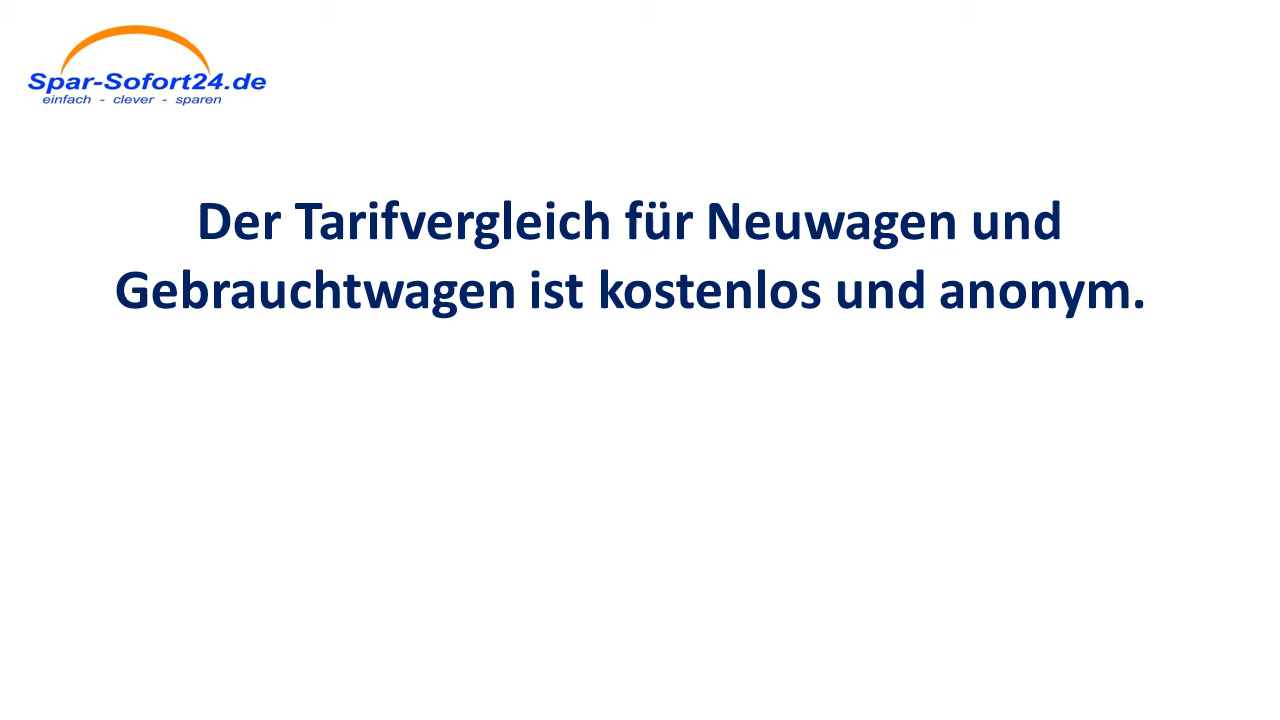 Spar-Sofort24.de
einfach - clever - sparen
Der Tarifvergleich für Neuwagen und
Gebrauchtwagen ist kostenlos und anonym.